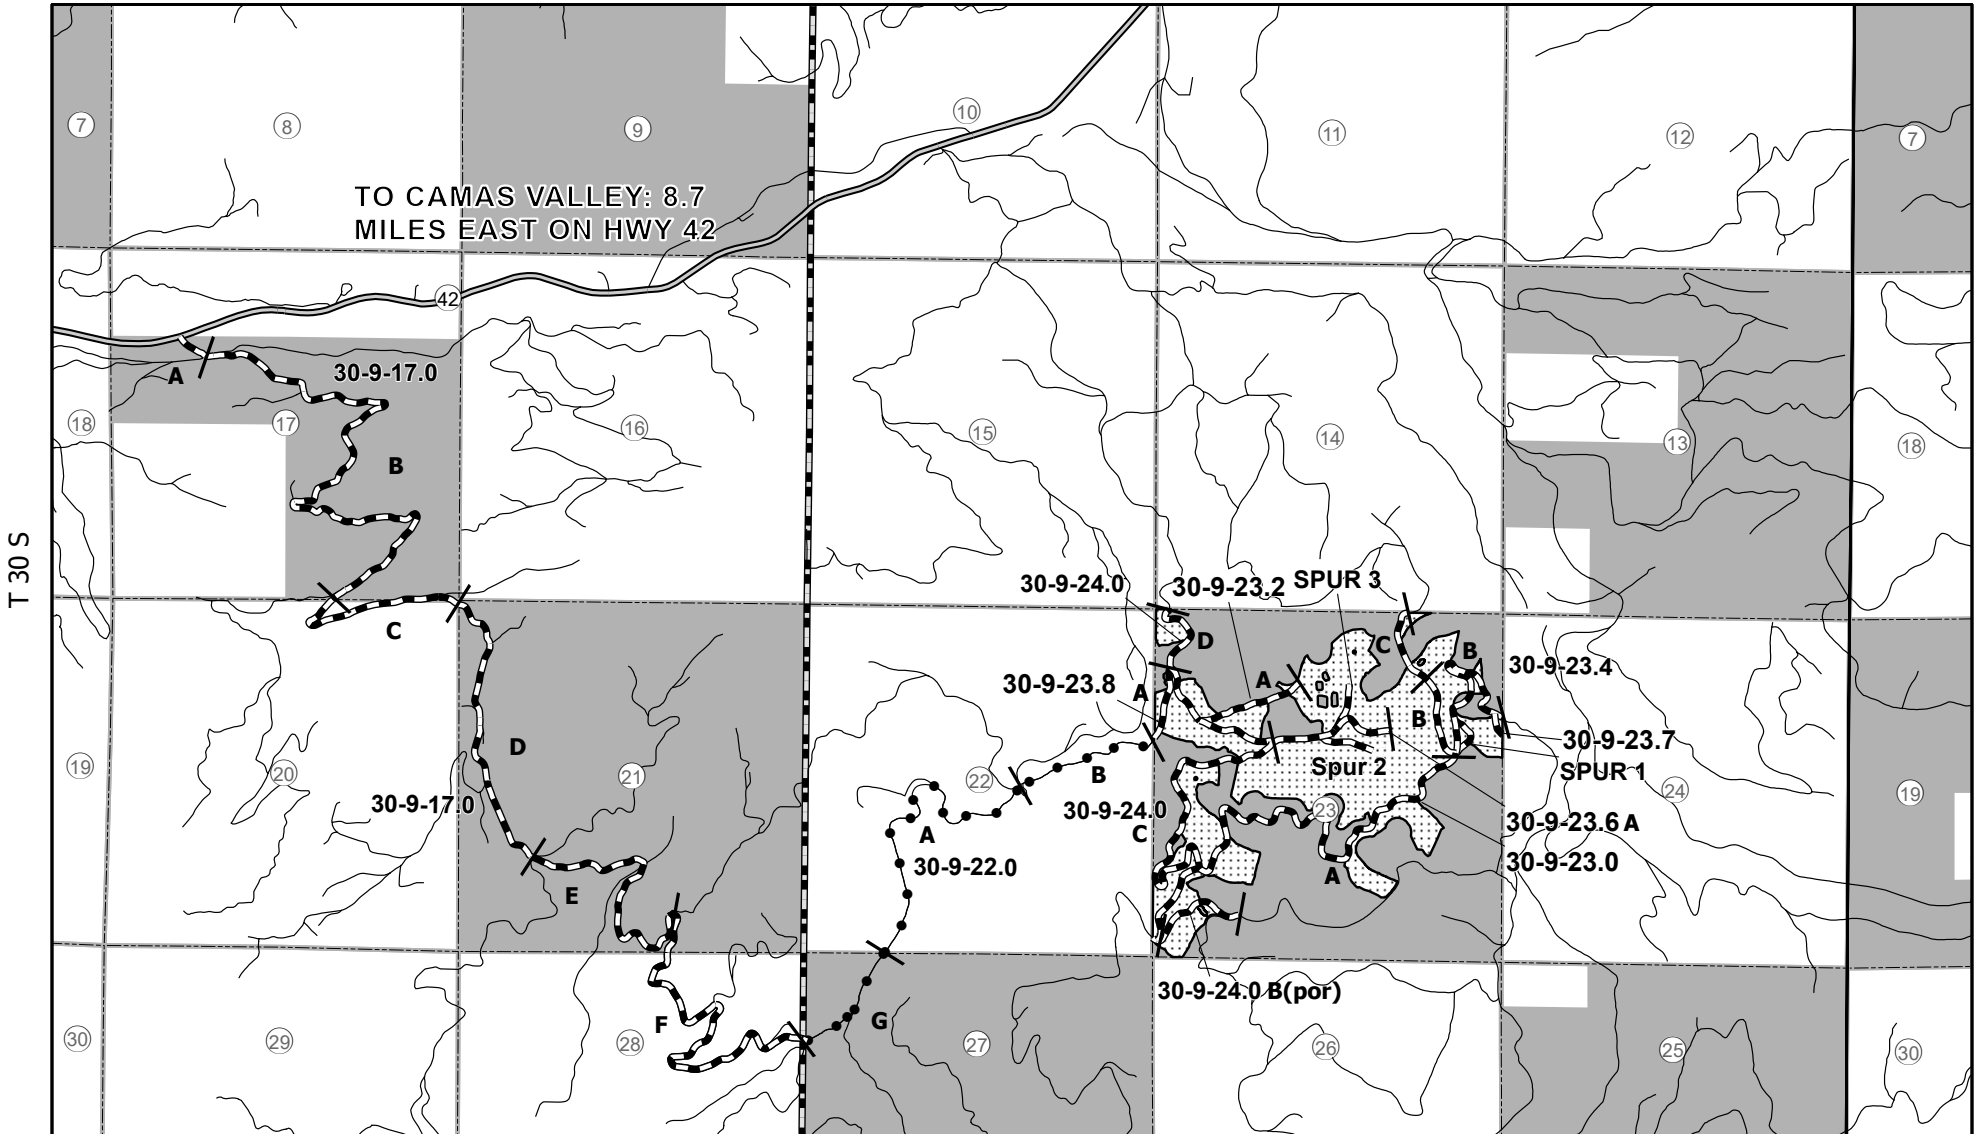 7
8
9
10
11
12
7
TO CAMAS VALLEY: 8.7
MILES EAST ON HWY 42
42
A
30-9-17.0
18
17
16
15
14
13
18
B
T 30 S
30-9-24.0
30-9-23.2
SPUR 3
C
D
C
B
30-9-23.4
30-9-23.8
A
A
B
30-9-23.7
D
SPUR 1
Spur 2
19
20
21
22
B
24
19
30-9-17.0
30-9-24.0
23
30-9-23.6 A
A
C
30-9-22.0
30-9-23.0
E
A
30-9-24.0 B(por)
F
G
30
29
28
27
26
25
30